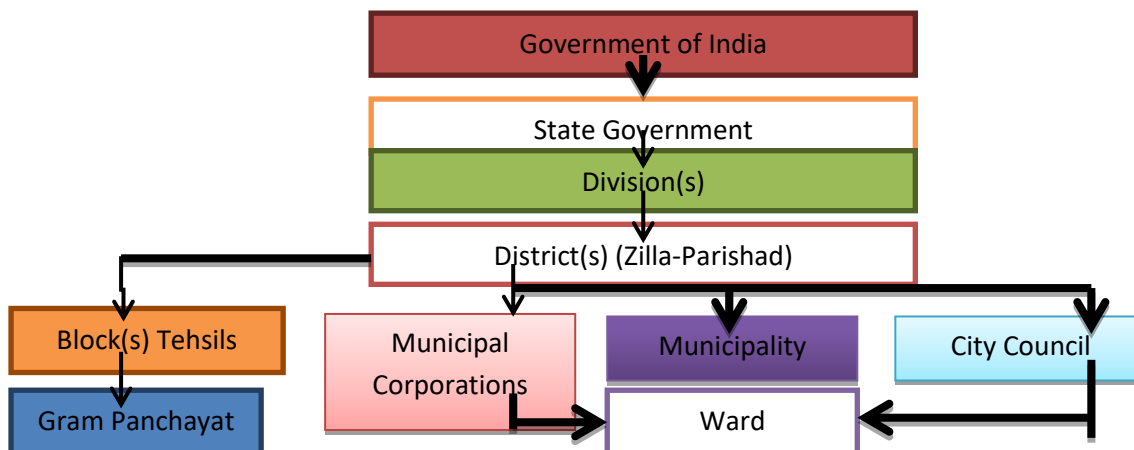 Government of India
State Government
Division(s)
District(s) (Zilla-Parishad)
Block(s) Tehsils
Municipal
Corporations
Municipality
City Council
Gram Panchayat
Ward